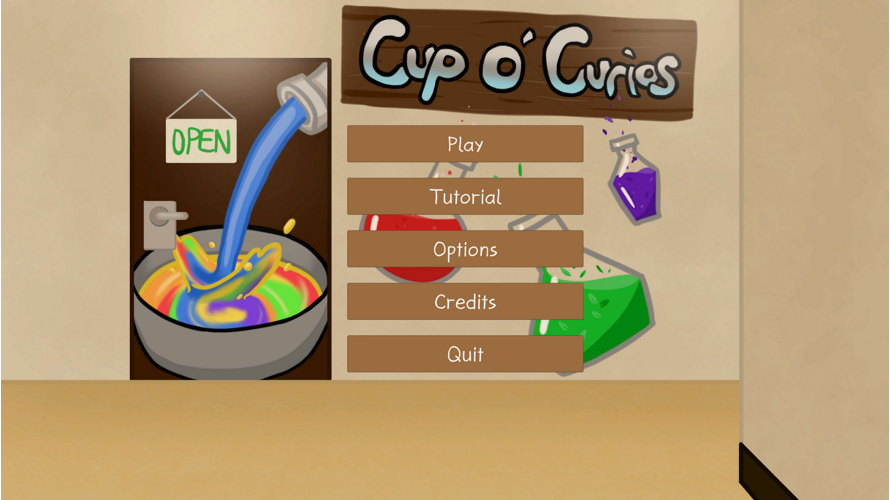 Cup O' Curios
OPEN
Play
Tutorial
Options
Credits
Quit